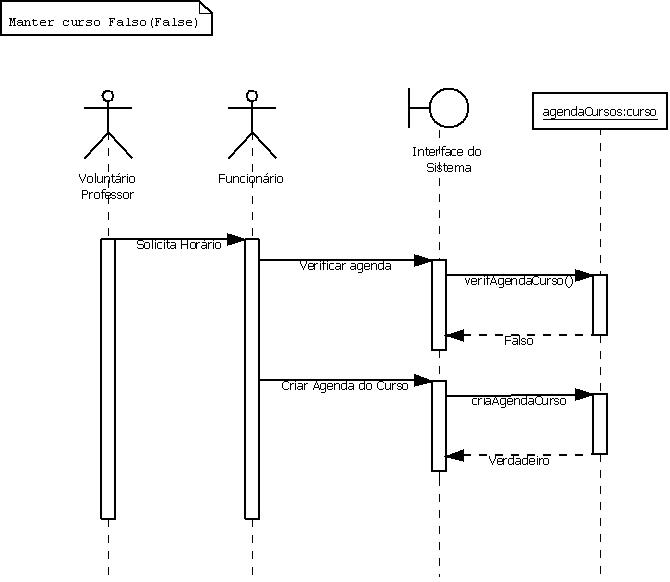 Manter curso Falso(False)
agendaCursos:curso
Voluntário
Professor
Funcionário
Interface do
Sistema
Solicita Horário
Verificar agenda
verifAgendaCurso()
Falso
Criar Agenda do Curso
criaAgendaCurso
Verdadeiro